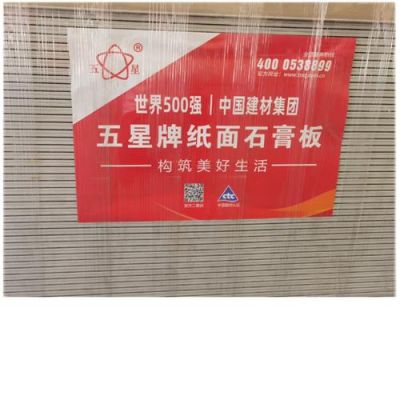 五 星 ®
400 0538899
世界500强|中国建材集团
五星牌纸面石膏板
构筑美好生活
ctc